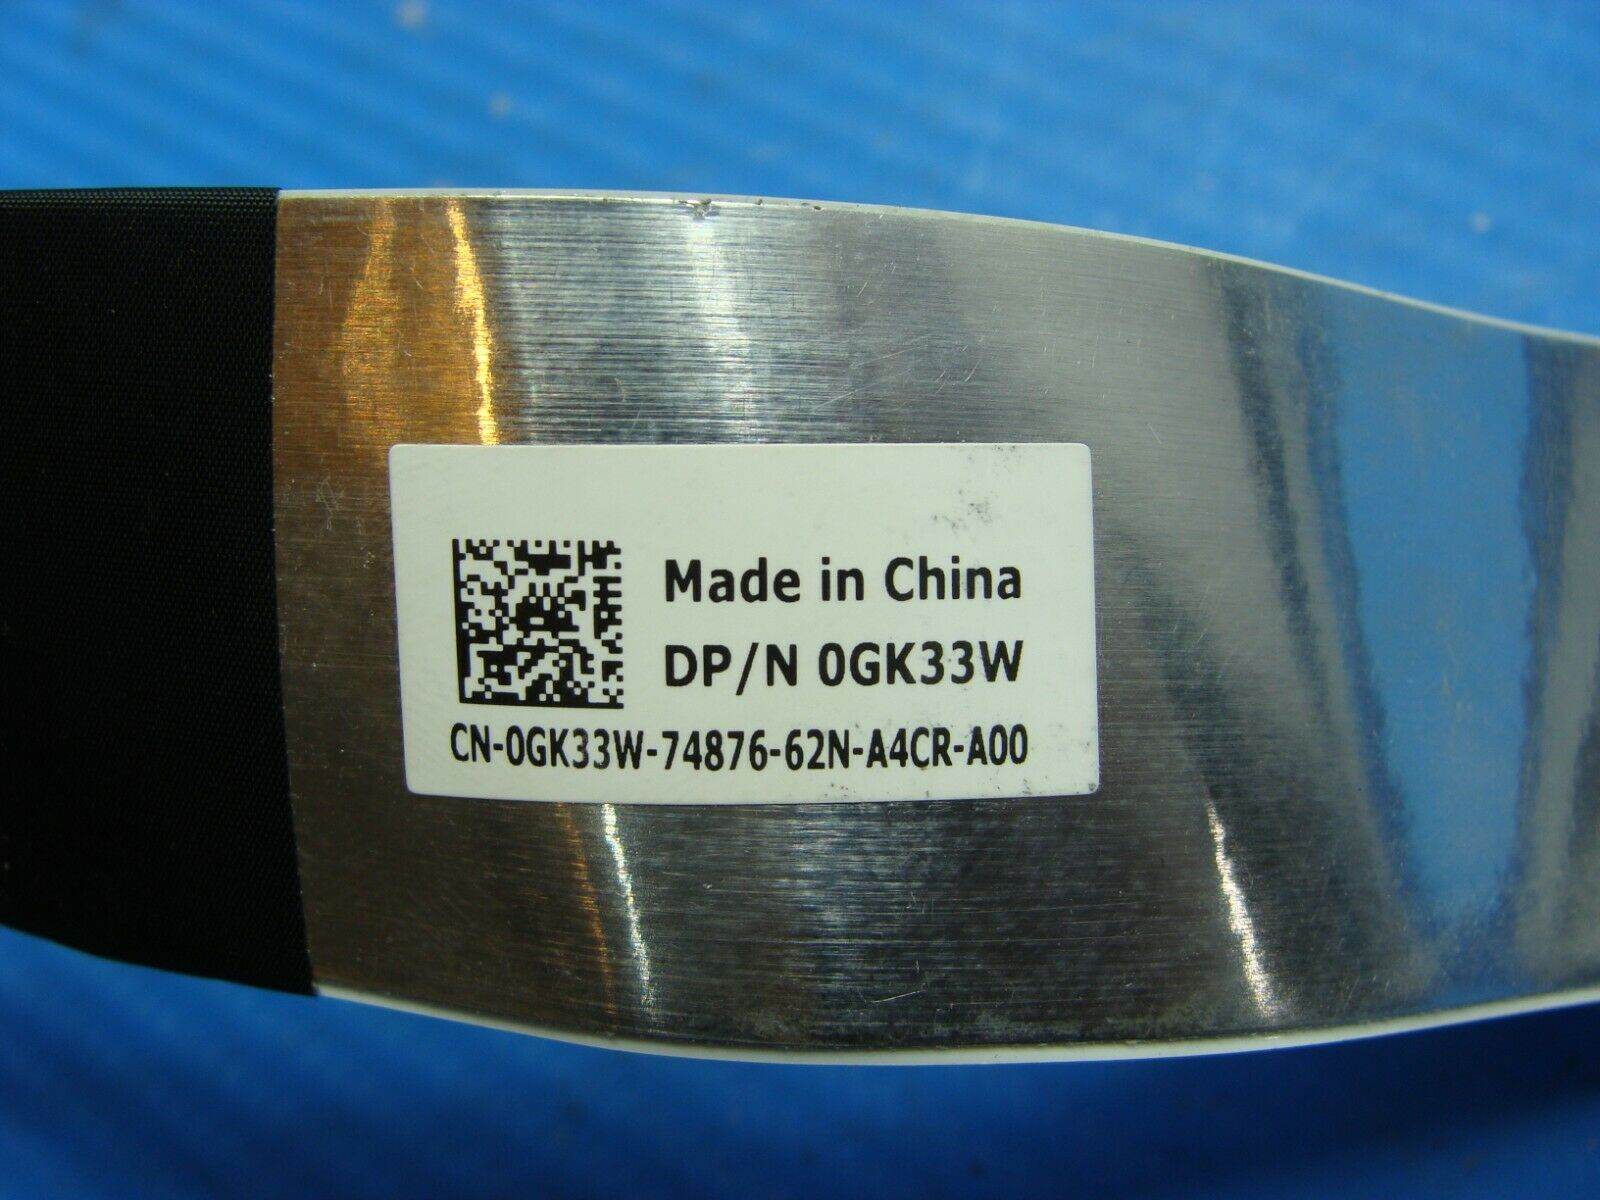 Made in China
DP/N 0GK33W
CN-0GK33W-74876-62N-A4CR-A00